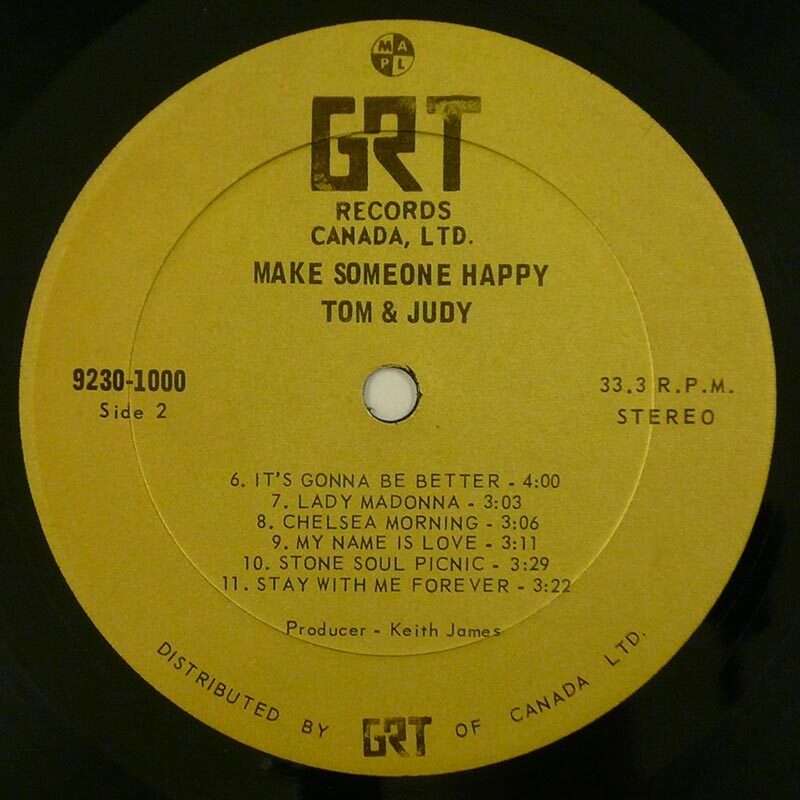 MAPL
GRT
RECORDS
CANADA, LTD.
MAKE SOMEONE HAPPY
TOM & JUDY
9230-1000
Side 2
33.3 R.P.M.
STEREO
6. IT'S GONNA BE BETTER - 4:00
7. LADY MADONNA - 3:03
8. CHELSEA MORNING - 3:06
9. MY NAME IS LOVE - 3:11
10. STONE SOUL PICNIC - 3:29
11. STAY WITH ME FOREVER - 3:22
Producer - Keith James
DISTRIBUTED BY GRT OF CANADA LTD.